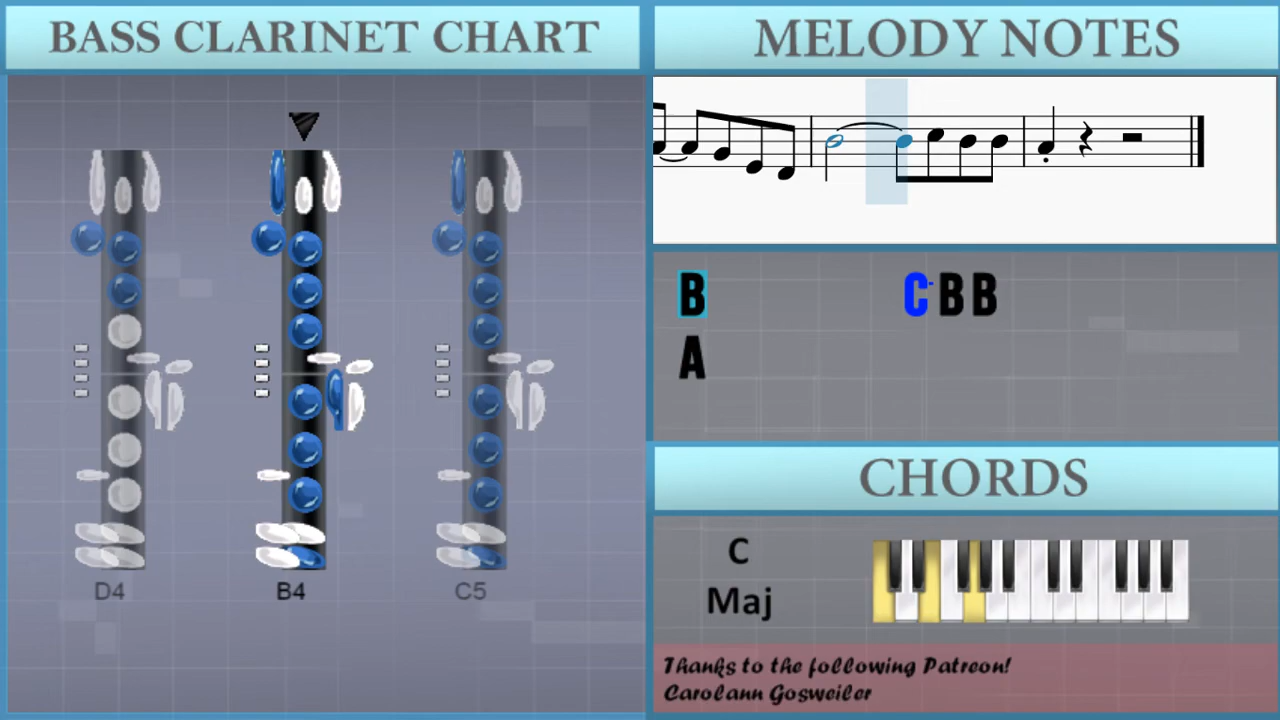 BASS CLARINET CHART
MELODY NOTES
B C B B
A
D4 B4 C5
CHORDS
C
Maj
Thanks to the following Patreon!
Carolann Gosweiler